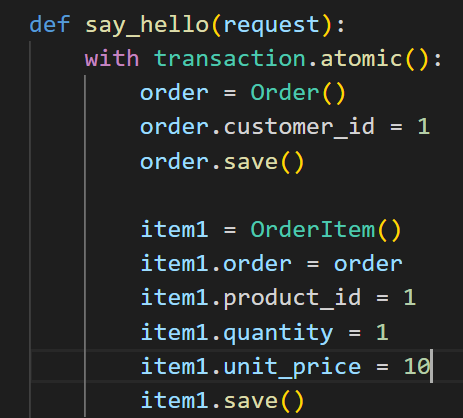 def say_hello(request):
    with transaction.atomic():
        order = Order()
        order.customer_id = 1
        order.save()

        item1 = OrderItem()
        item1.order = order
        item1.product_id = 1
        item1.quantity = 1
        item1.unit_price = 10
        item1.save()